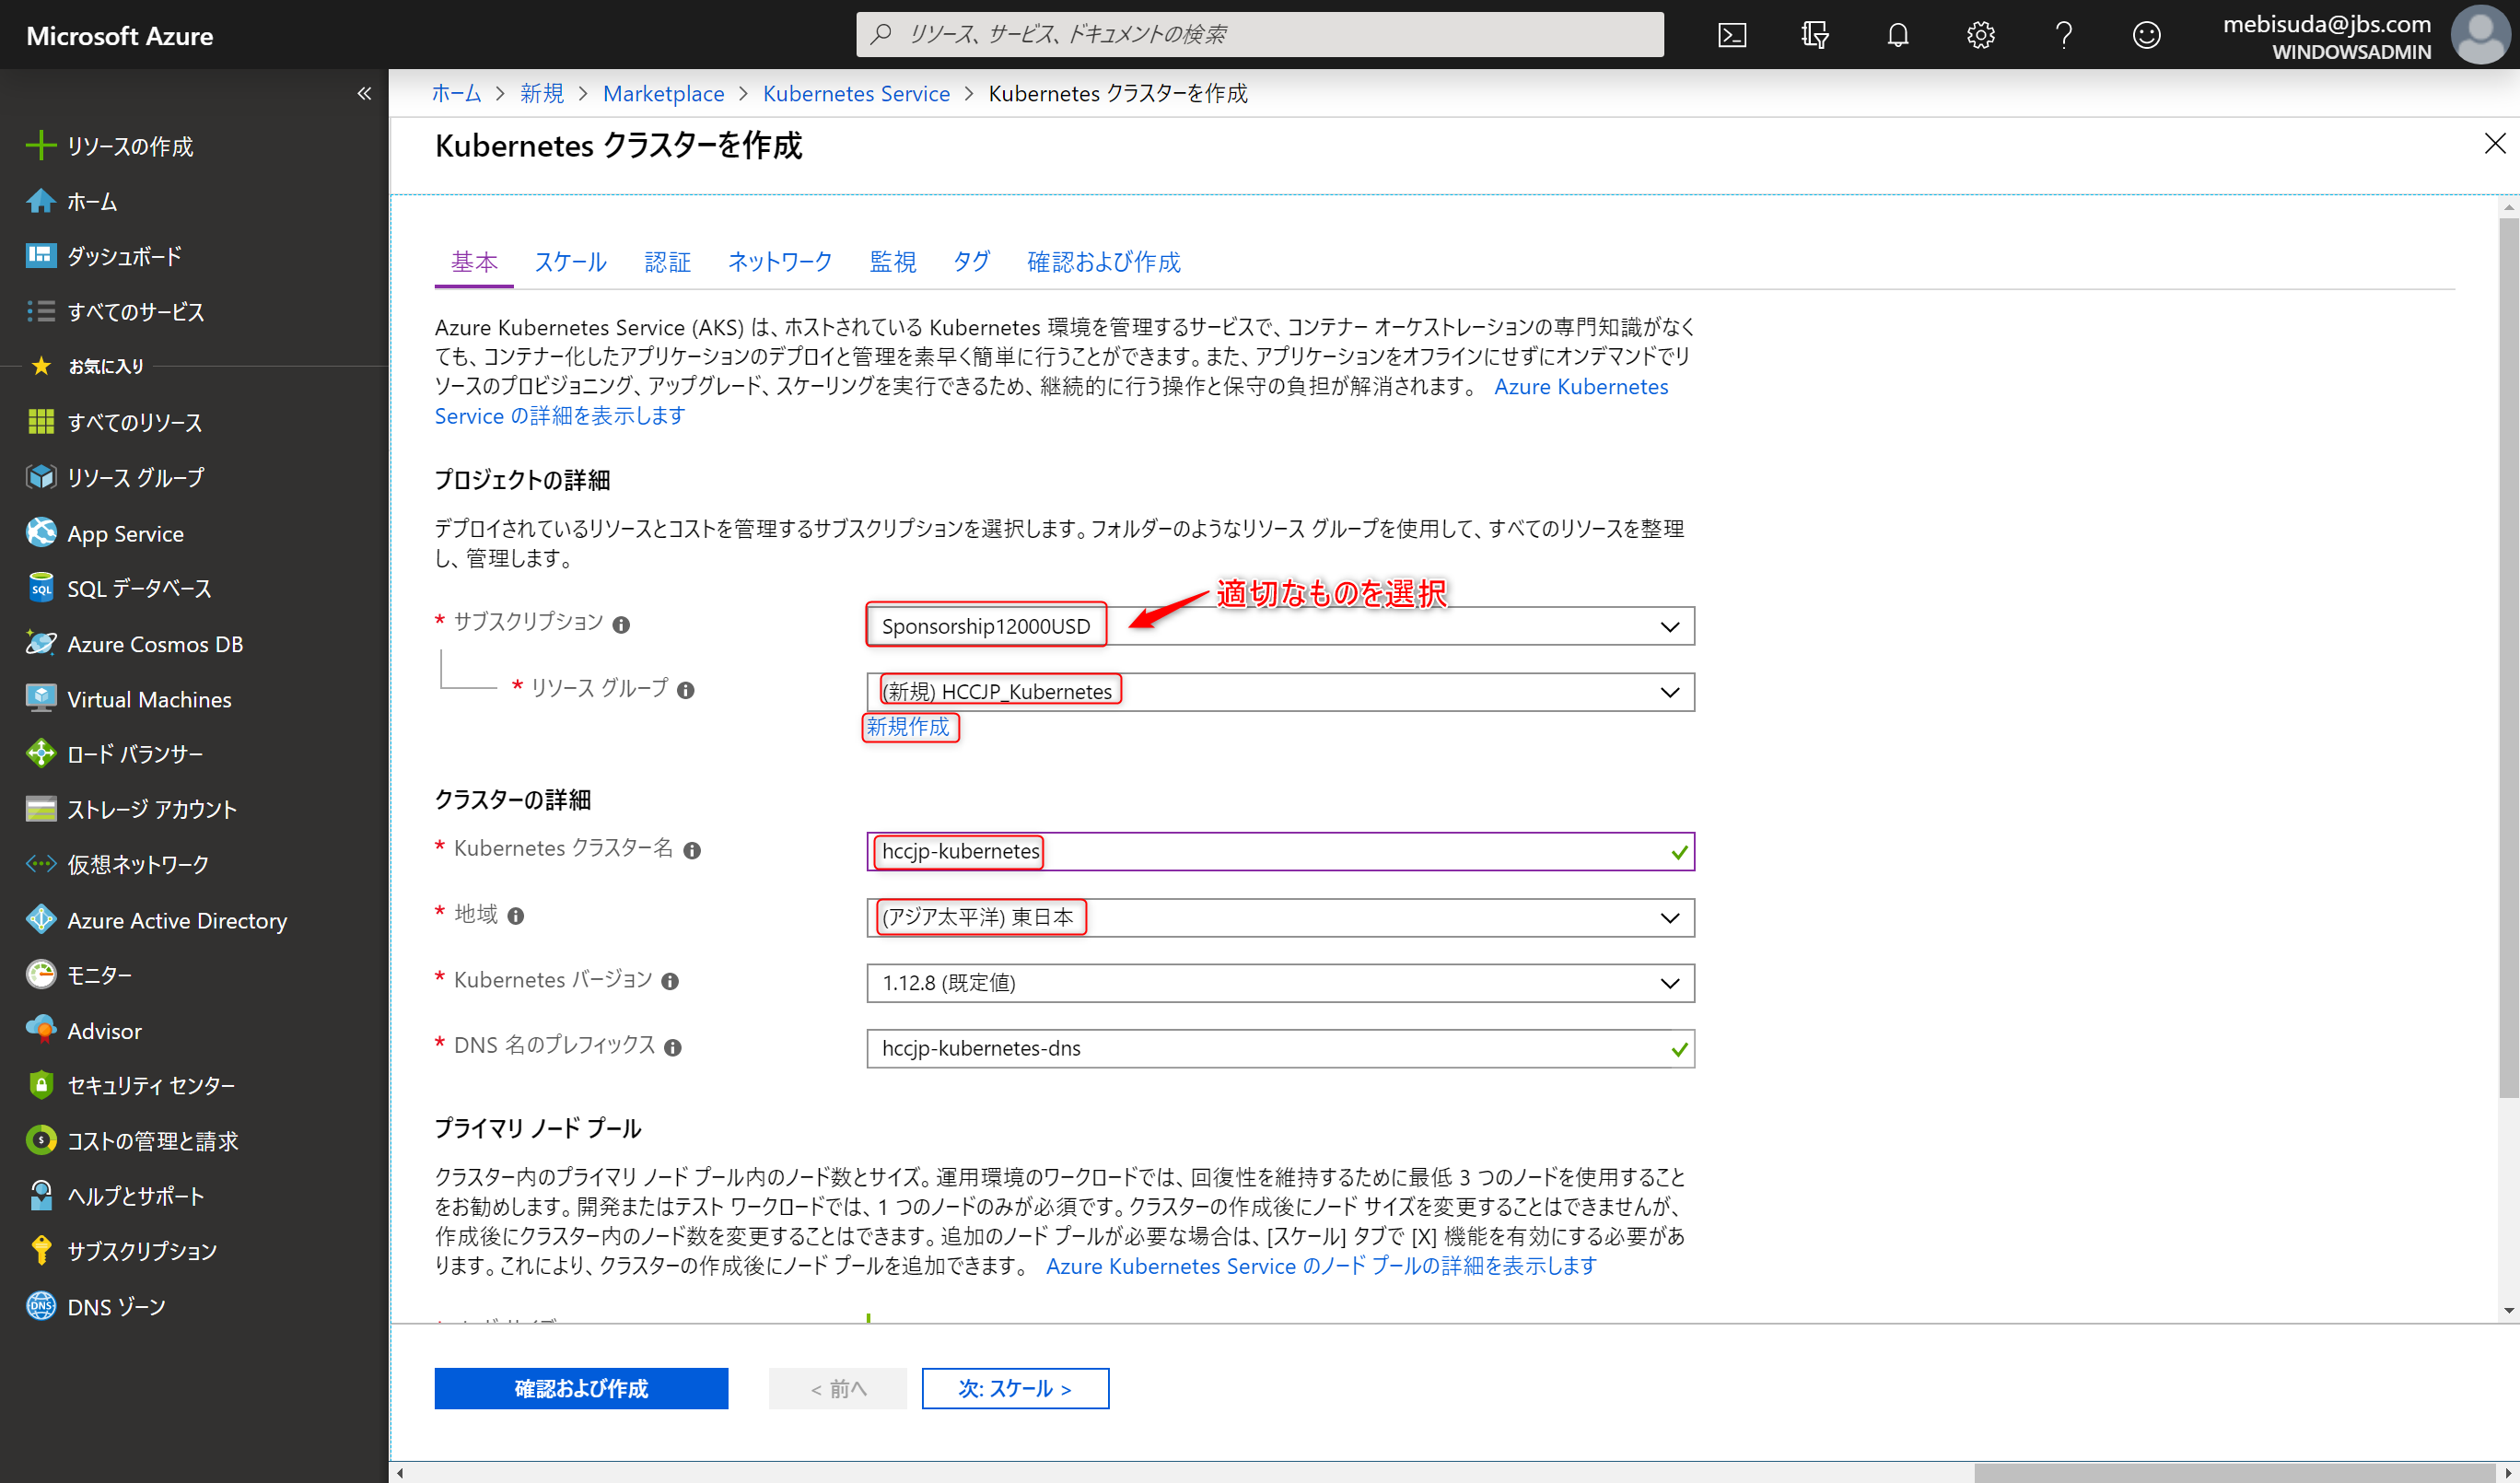 Microsoft Azure
リソース、サービス、ドキュメントの検索
mebisuda@jbs.com
WINDOWSADMIN
«
リソースの作成
ホーム
ダッシュボード
すべてのサービス
お気に入り
すべてのリソース
リソース グループ
App Service
SQL データベース
Azure Cosmos DB
Virtual Machines
ロード バランサー
ストレージ アカウント
仮想ネットワーク
Azure Active Directory
モニター
Advisor
セキュリティ センター
コストの管理と請求
ヘルプとサポート
サブスクリプション
DNS ゾーン
ホーム > 新規 > Marketplace > Kubernetes Service > Kubernetes クラスターを作成
Kubernetes クラスターを作成
基本 スケール 認証 ネットワーク 監視 タグ 確認および作成
Azure Kubernetes Service (AKS) は、ホストされている Kubernetes 環境を管理するサービスで、コンテナー オーケストレーションの専門知識がなく
ても、コンテナー化したアプリケーションのデプロイと管理を素早く簡単に行うことができます。また、アプリケーションをオフラインにせずにオンデマンドでリ
ソースのプロビジョニング、アップグレード、スケーリングを実行できるため、継続的に行う操作と保守の負担が解消されます。 Azure Kubernetes
Service の詳細を表示します
プロジェクトの詳細
デプロイされているリソースとコストを管理するサブスクリプションを選択します。フォルダーのようなリソース グループを使用して、すべてのリソースを整理
し、管理します。
適切なものを選択
* サブスクリプション Sponsorship12000USD
* リソース グループ (新規) HCCJP_Kubernetes
新規作成
クラスターの詳細
* Kubernetes クラスター名 hccjp-kubernetes
* 地域 (アジア太平洋) 東日本
* Kubernetes バージョン 1.12.8 (既定値)
* DNS 名のプレフィックス hccjp-kubernetes-dns
プライマリ ノード プール
クラスター内のプライマリ ノード プール内のノード数とサイズ。運用環境のワークロードでは、回復性を維持するために最低 3 つのノードを使用すること
をお勧めします。開発またはテスト ワークロードでは、1 つのノードのみが必須です。クラスターの作成後にノード サイズを変更することはできませんが、
作成後にクラスター内のノード数を変更することはできます。追加のノード プールが必要な場合は、[スケール] タブで [X] 機能を有効にする必要があ
ります。これにより、クラスターの作成後にノード プールを追加できます。 Azure Kubernetes Service のノード プールの詳細を表示します
確認および作成 < 前へ 次: スケール >